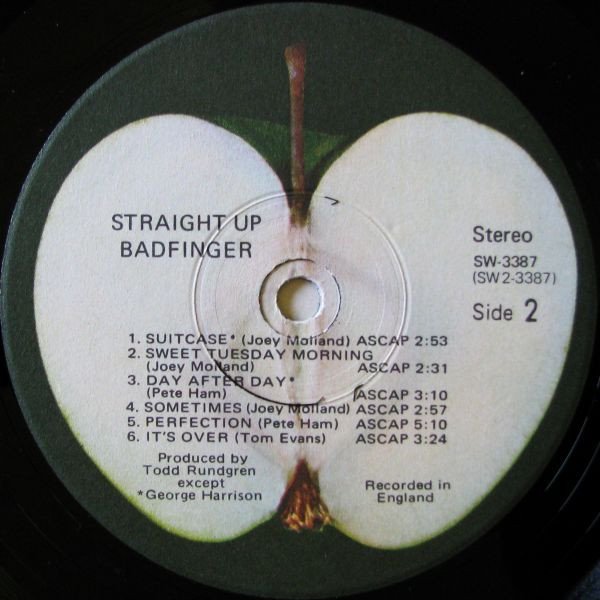 STRAIGHT UP
BADFINGER
Stereo
SW-3387
(SW2-3387)
Side 2
1. SUITCASE* (Joey Molland) ASCAP 2:53
2. SWEET TUESDAY MORNING
(Joey Molland) ASCAP 2:31
3. DAY AFTER DAY*
(Pete Ham) ASCAP 3:10
4. SOMETIMES (Joey Molland) ASCAP 2:57
5. PERFECTION (Pete Ham) ASCAP 5:10
6. IT'S OVER (Tom Evans) ASCAP 3:24
Produced by
Todd Rundgren
except
*George Harrison
Recorded in
England